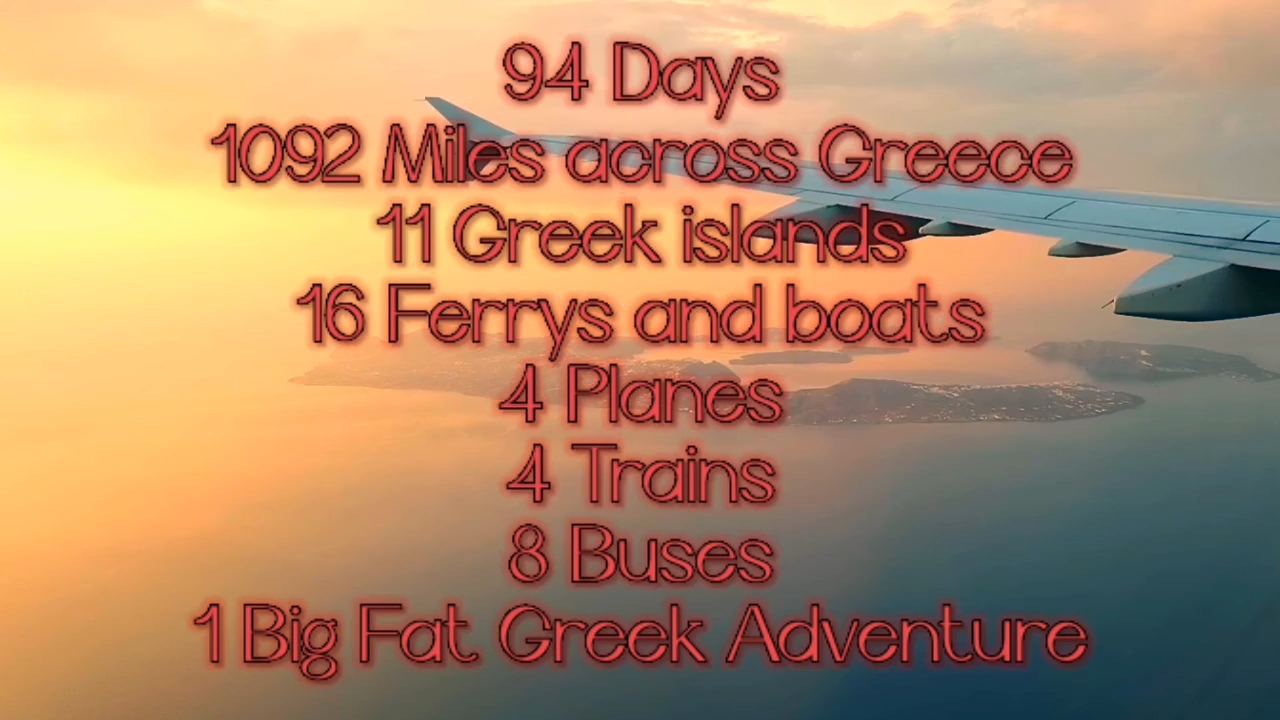 94 Days
1092 Miles across Greece
11 Greek islands
16 Ferrys and boats
4 Planes
4 Trains
8 Buses
1 Big Fat Greek Adventure